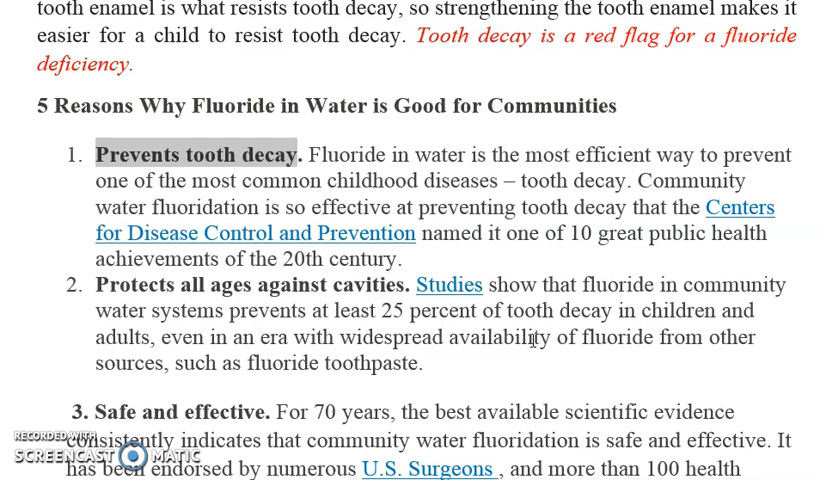 tooth enamel is what resists tooth decay, so strengthening the tooth enamel makes it
easier for a child to resist tooth decay. Tooth decay is a red flag for a fluoride
deficiency.
5 Reasons Why Fluoride in Water is Good for Communities
1. Prevents tooth decay. Fluoride in water is the most efficient way to prevent
one of the most common childhood diseases – tooth decay. Community
water fluoridation is so effective at preventing tooth decay that the Centers
for Disease Control and Prevention named it one of 10 great public health
achievements of the 20th century.
2. Protects all ages against cavities. Studies show that fluoride in community
water systems prevents at least 25 percent of tooth decay in children and
adults, even in an era with widespread availability of fluoride from other
sources, such as fluoride toothpaste.
3. Safe and effective. For 70 years, the best available scientific evidence
consistently indicates that community water fluoridation is safe and effective. It
has been endorsed by numerous U.S. Surgeons , and more than 100 health
RECORDED WITH
SCREENCAST MATIC